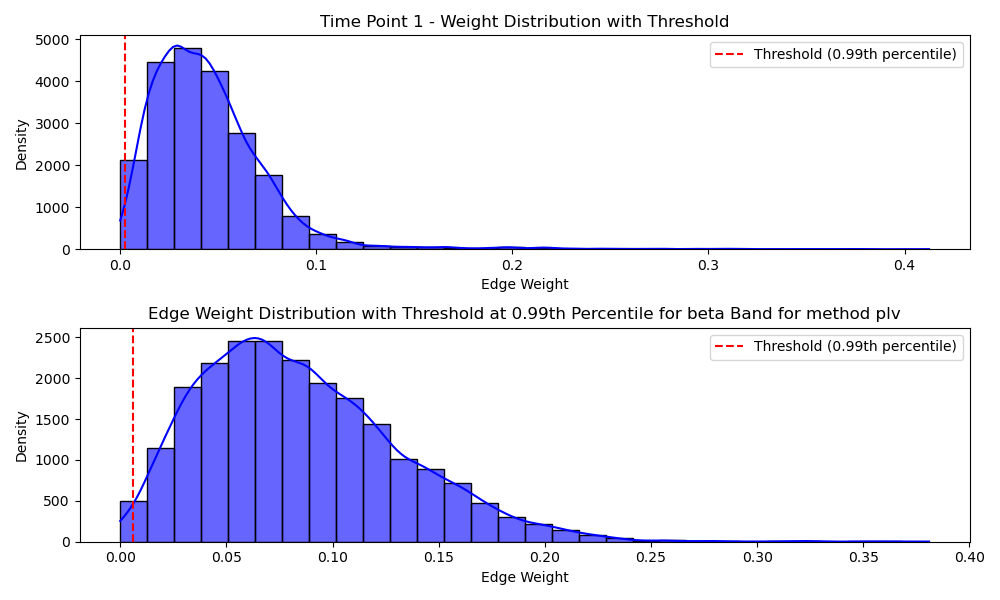 Time Point 1 - Weight Distribution with Threshold
5000
4000
3000
2000
1000
0
Density
Threshold (0.99th percentile)
0.0 0.1 0.2 0.3 0.4
Edge Weight
Edge Weight Distribution with Threshold at 0.99th Percentile for beta Band for method plv
2500
2000
1500
1000
500
0
Density
Threshold (0.99th percentile)
0.00 0.05 0.10 0.15 0.20 0.25 0.30 0.35 0.40
Edge Weight